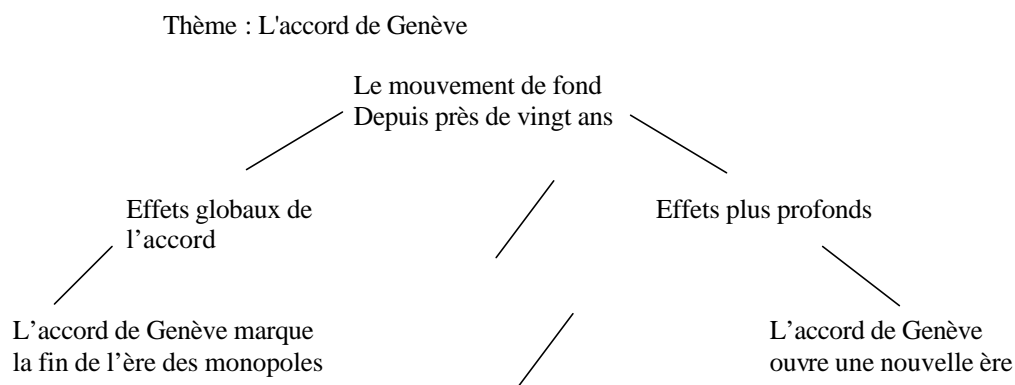 Thème : L'accord de Genève
Le mouvement de fond
Depuis près de vingt ans
Effets globaux de
l’accord
Effets plus profonds
L’accord de Genève marque
la fin de l’ère des monopoles
L’accord de Genève
ouvre une nouvelle ère